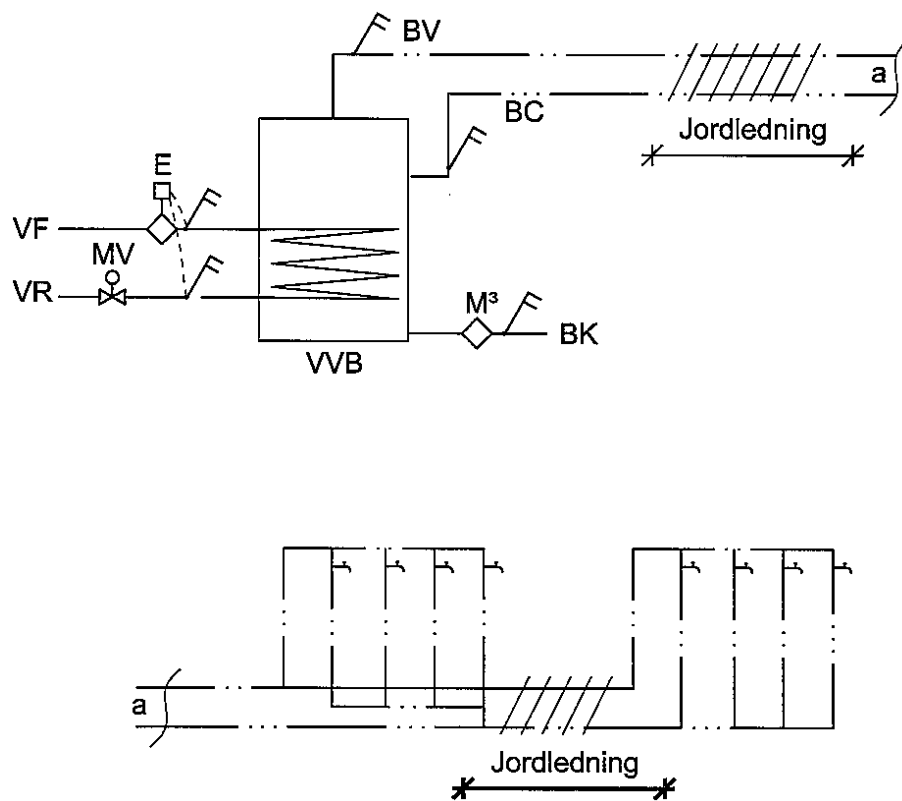 BV
a
BC
Jordledning
E
VF
MV
VR
M³
BK
VVB
a
Jordledning